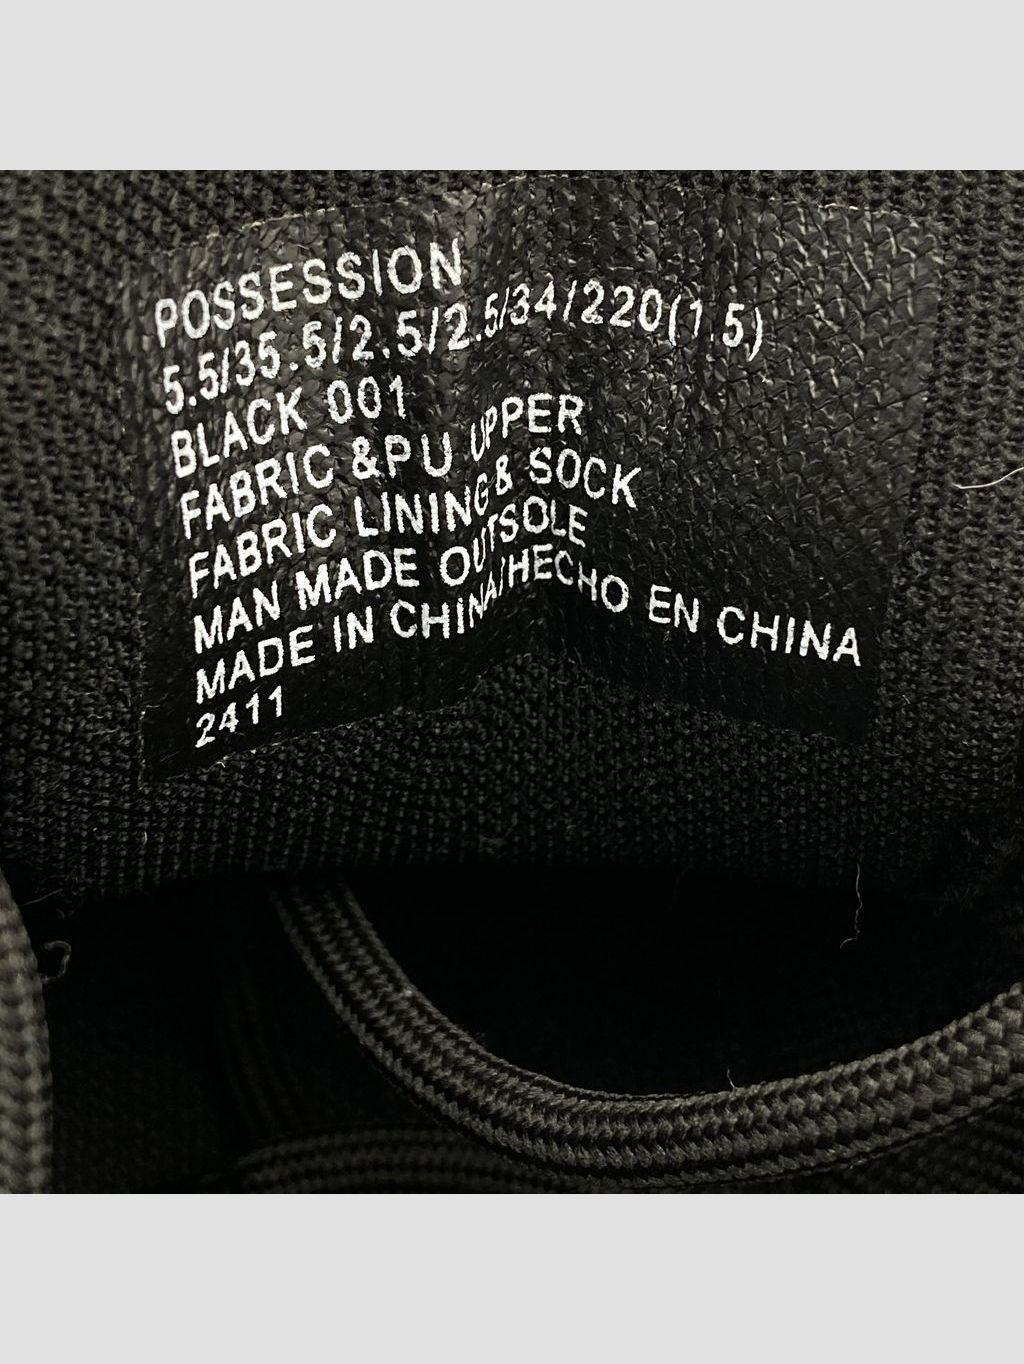 POSSESSION
5.5/35.5/2.5/2.5/34/220(1.5)
BLACK 001
FABRIC &PU UPPER
FABRIC LINING& SOCK
MAN MADE OUTSOLE
MADE IN CHINA/HECHO EN CHINA
2411